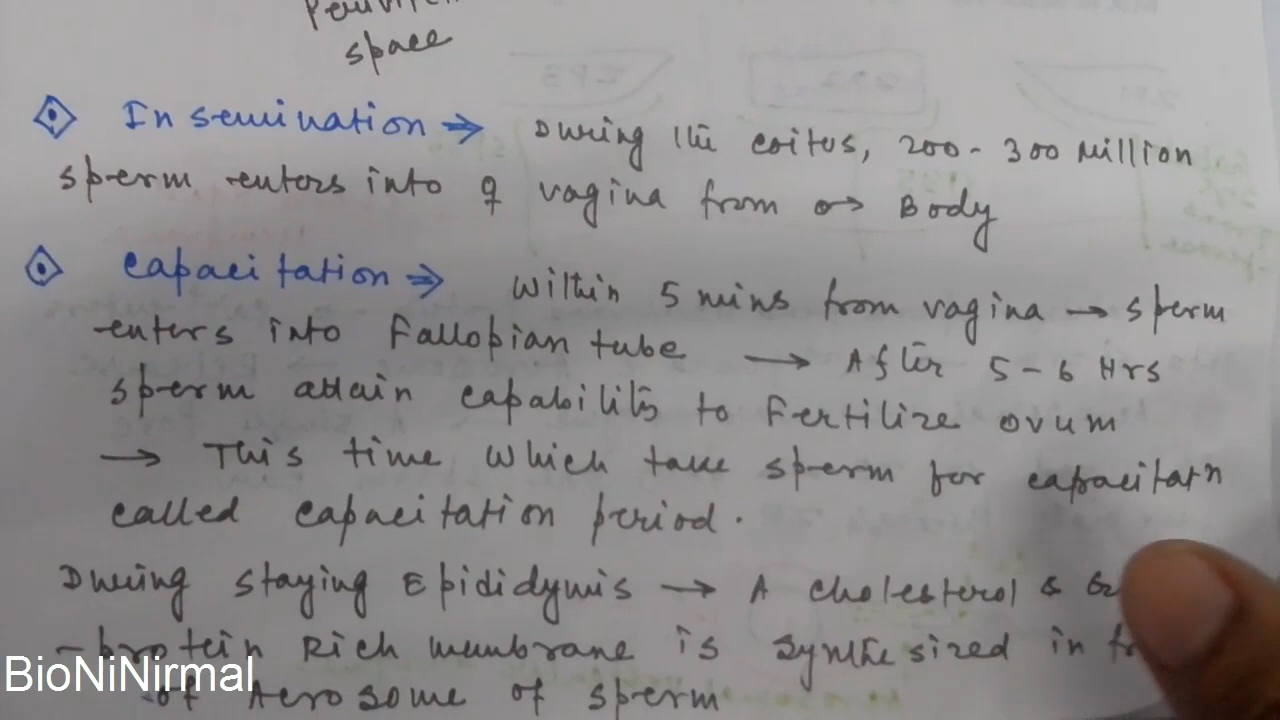 space
Insemination ⇒ During the coitus, 200 - 300 Million
sperm enters into ♀ vagina from ♂ Body
Capacitation ⇒ Within 5 mins from vagina → sperm
enters into Fallopian tube → After 5-6 Hrs
sperm attain capability to Fertilize ovum
→ This time which take sperm for capacitatn
called capacitation period.
During staying Epididymis → A cholesterol &
-protein Rich membrane is synthesized in
of Acrosome of sperm
BioNiNirmal